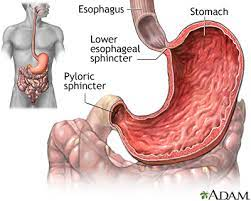 Esophagus
Stomach
Lower
esophageal
sphincter
Pyloric
sphincter
ADAM.